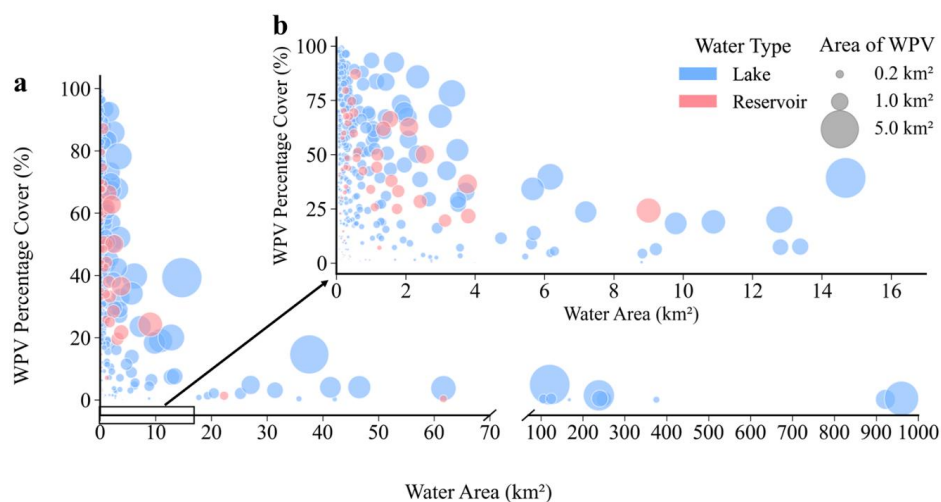 b
Water Type
Area of WPV
Lake
0.2 km²
Reservoir
1.0 km²
5.0 km²
WPV Percentage Cover (%)
100
75
50
25
0
0 2 4 6 8 10 12 14 16
Water Area (km²)
a
WPV Percentage Cover (%)
100
80
60
40
20
0
0 10 20 30 40 50 60 70 100 200 300 400 500 600 700 800 900 1000
Water Area (km²)